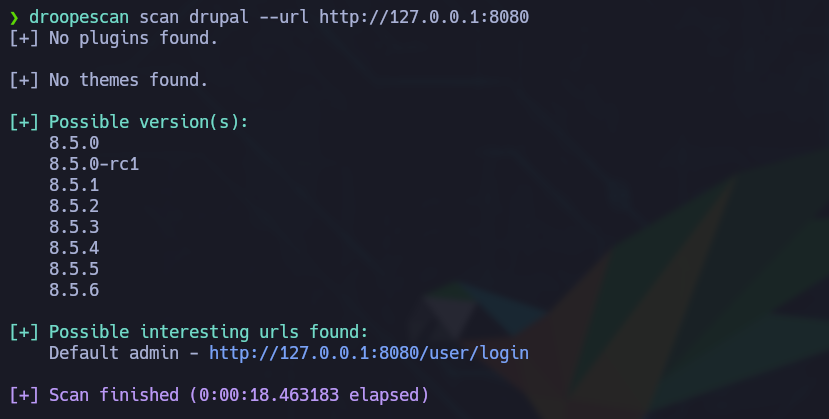 ❯ droopescan scan drupal --url http://127.0.0.1:8080
[+] No plugins found.
[+] No themes found.
[+] Possible version(s):
8.5.0
8.5.0-rc1
8.5.1
8.5.2
8.5.3
8.5.4
8.5.5
8.5.6
[+] Possible interesting urls found:
Default admin - http://127.0.0.1:8080/user/login
[+] Scan finished (0:00:18.463183 elapsed)